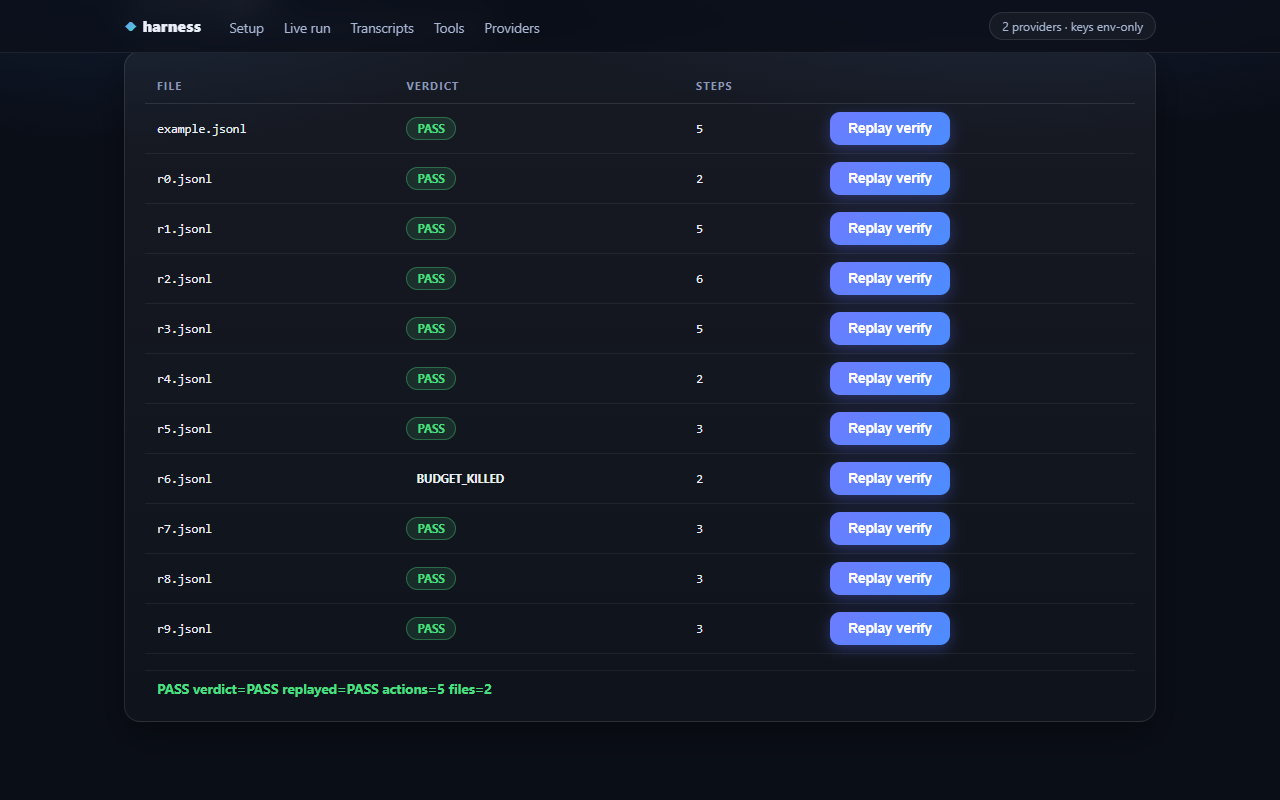 harness Setup Live run Transcripts Tools Providers 2 providers · keys env-only
FILE VERDICT STEPS
example.jsonl PASS 5 Replay verify
r0.jsonl PASS 2 Replay verify
r1.jsonl PASS 5 Replay verify
r2.jsonl PASS 6 Replay verify
r3.jsonl PASS 5 Replay verify
r4.jsonl PASS 2 Replay verify
r5.jsonl PASS 3 Replay verify
r6.jsonl BUDGET_KILLED 2 Replay verify
r7.jsonl PASS 3 Replay verify
r8.jsonl PASS 3 Replay verify
r9.jsonl PASS 3 Replay verify
PASS verdict=PASS replayed=PASS actions=5 files=2